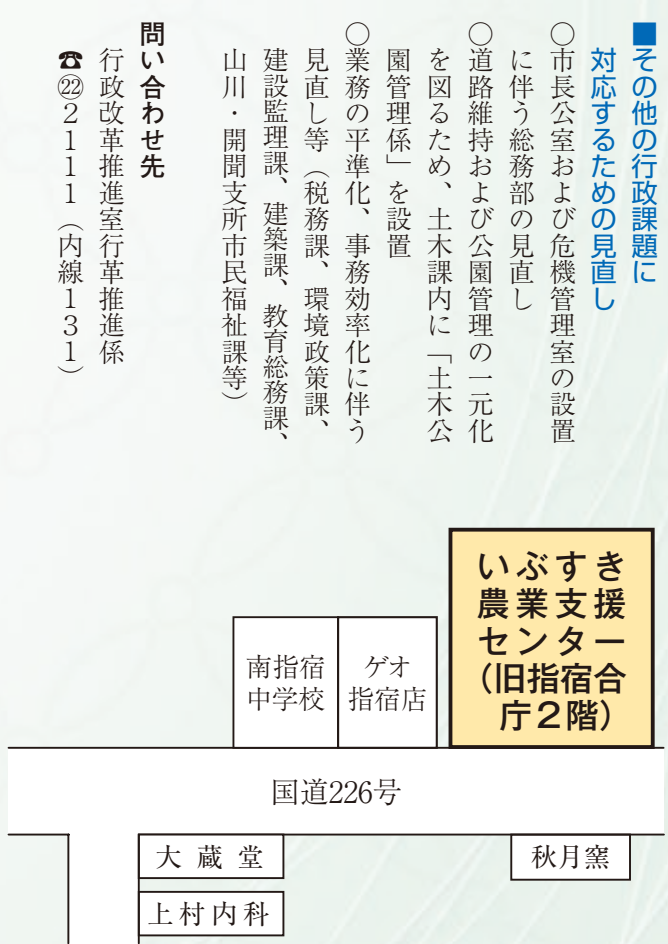 ■その他の行政課題に
対応するための見直し
○市長公室および危機管理室の設置
に伴う総務部の見直し
○道路維持および公園管理の一元化
を図るため、土木課内に「土木公
園管理係」を設置
○業務の平準化、事務効率化に伴う
見直し等（税務課、環境政策課、
建設監理課、建築課、教育総務課、
山川・開聞支所市民福祉課等）
問い合わせ先
行政改革推進室行革推進係
☎㉒２１１１（内線１３１）
いぶすき
農業支援
センター
(旧指宿合
庁２階)
南指宿
中学校
ゲオ
指宿店
国道226号
大蔵堂
秋月窯
上村内科